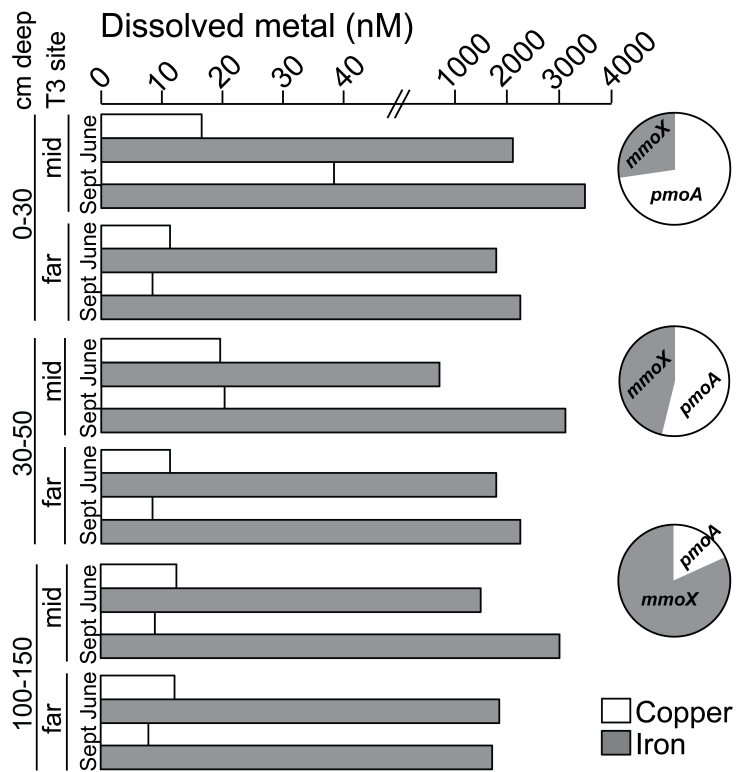 Dissolved metal (nM)
cm deep
T3 site
0 10 20 30 40 1000 2000 3000 4000
0-30
mid
June
Sept
far
June
Sept
mmoX
pmoA
30-50
mid
June
Sept
far
June
Sept
mmoX
pmoA
100-150
mid
June
Sept
far
June
Sept
pmoA
mmoX
Copper
Iron